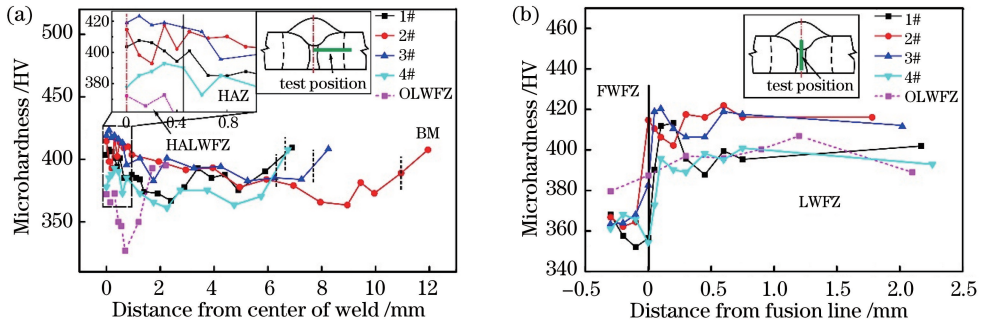 (a)
500
450
400
350
Microhardness /HV
0 2 4 6 8 10 12
Distance from center of weld /mm
420
400
380
360
0 0.4 0.8
HAZ
HALWFZ
BM
test position
1#
2#
3#
4#
OLWFZ
(b)
460
440
420
400
380
360
340
Microhardness /HV
−0.5 0 0.5 1.0 1.5 2.0 2.5
Distance from fusion line /mm
FWFZ
LWFZ
test position
1#
2#
3#
4#
OLWFZ